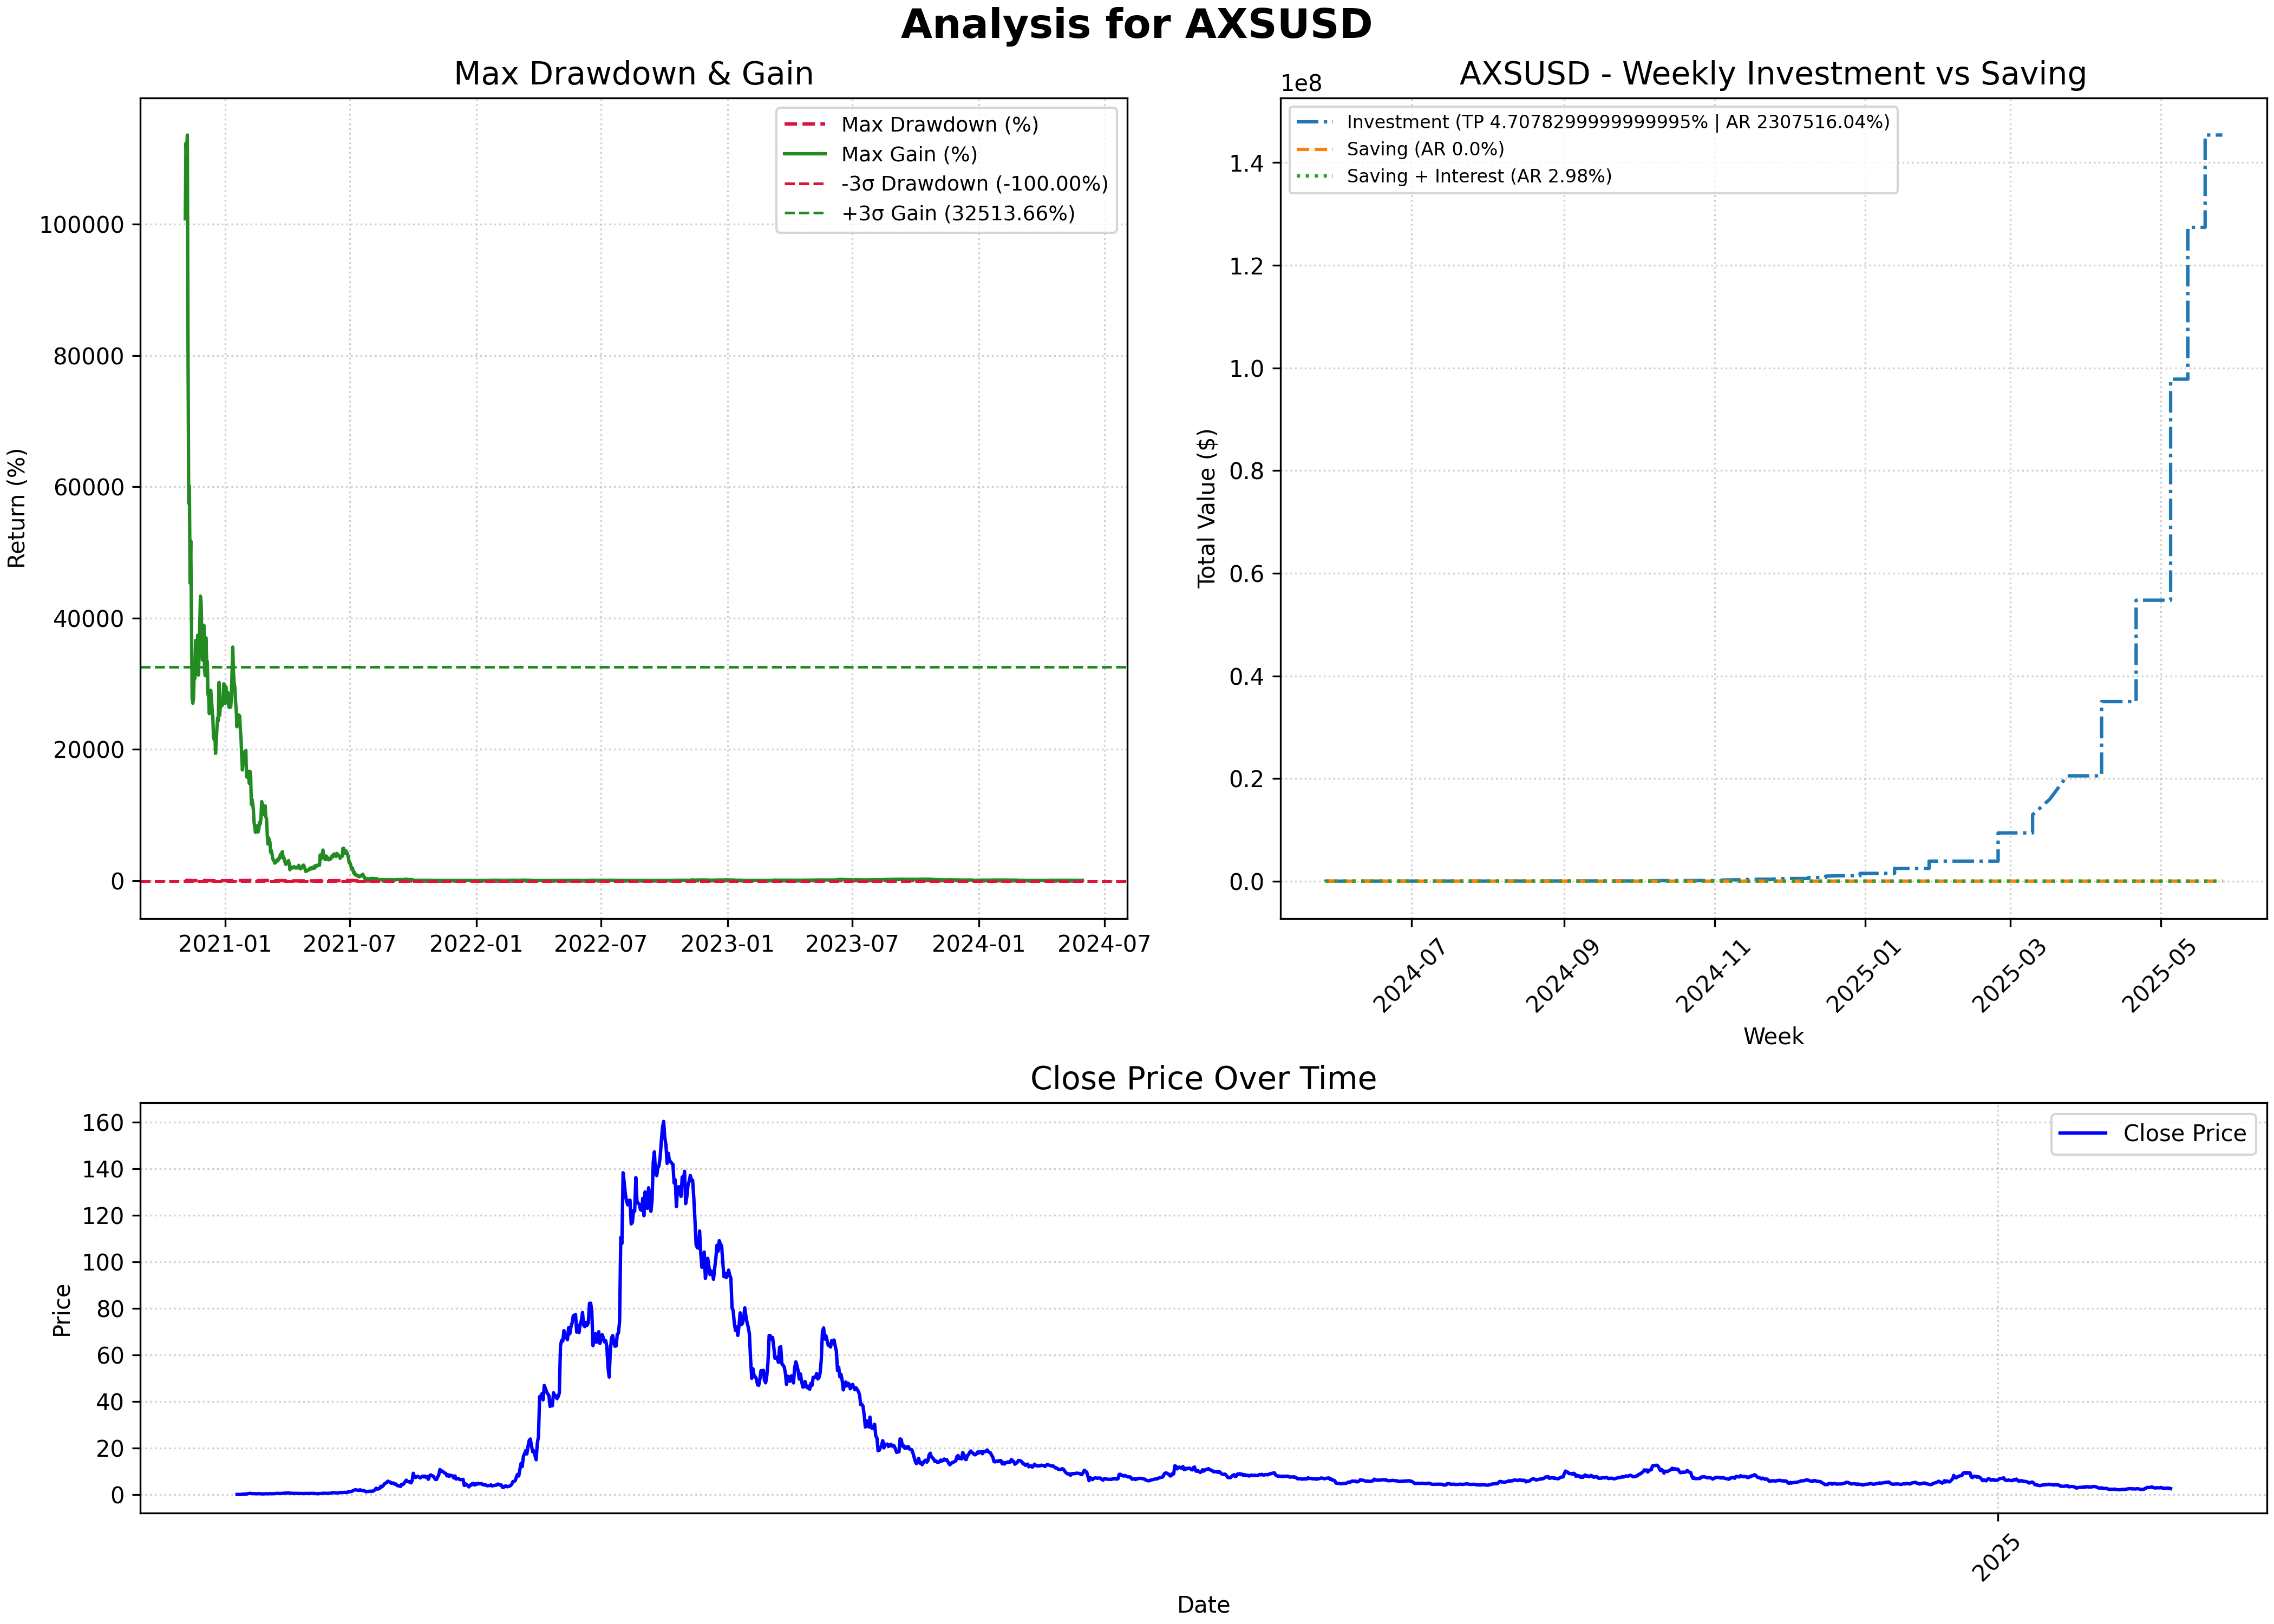 Analysis for AXSUSD
Max Drawdown & Gain
Return (%)
100000
80000
60000
40000
20000
0
Max Drawdown (%)
Max Gain (%)
-3σ Drawdown (-100.00%)
+3σ Gain (32513.66%)
2021-01
2021-07
2022-01
2022-07
2023-01
2023-07
2024-01
2024-07
AXSUSD - Weekly Investment vs Saving
1e8
Total Value ($)
1.4
1.2
1.0
0.8
0.6
0.4
0.2
0.0
Investment (TP 4.7078299999999995% | AR 2307516.04%)
Saving (AR 0.0%)
Saving + Interest (AR 2.98%)
2024-07
2024-09
2024-11
2025-01
2025-03
2025-05
Week
Close Price Over Time
Price
160
140
120
100
80
60
40
20
0
Close Price
2025
Date